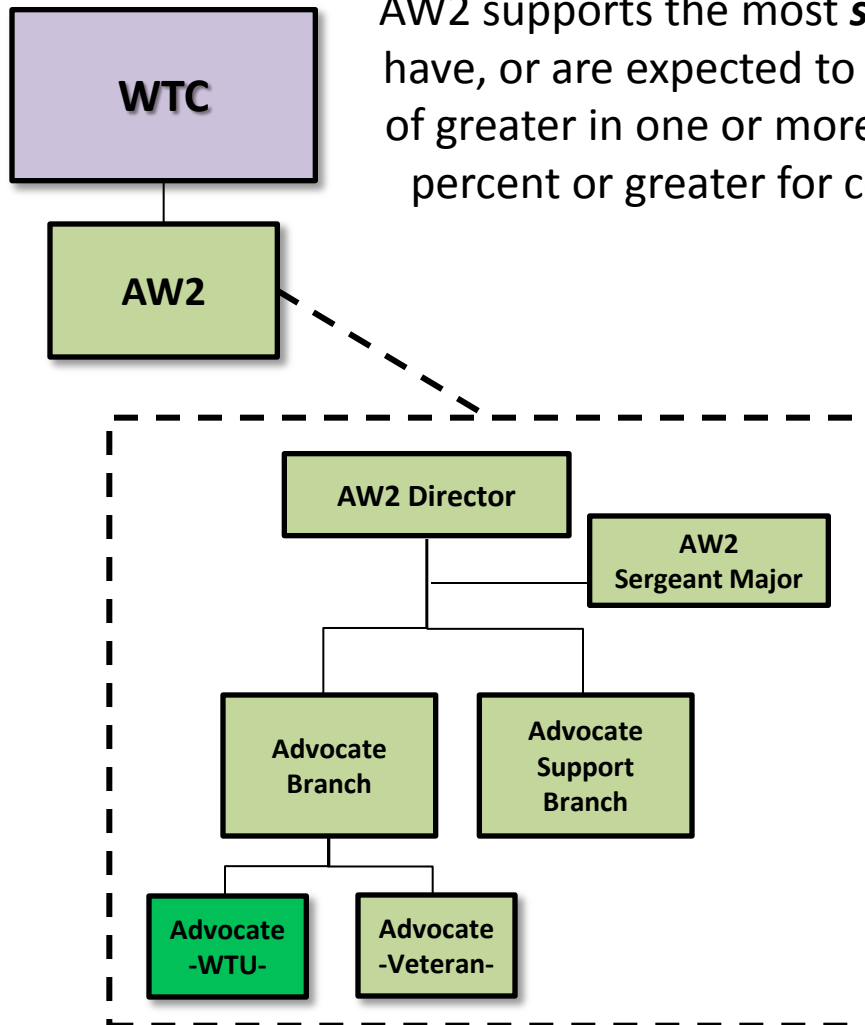 AW2 supports the most
have, or are expected to
of greater in one or more
percent or greater for
WTC
AW2
AW2 Director
AW2
Sergeant Major
Advocate
Branch
Advocate
Support
Branch
Advocate
-WTU-
Advocate
-Veteran-